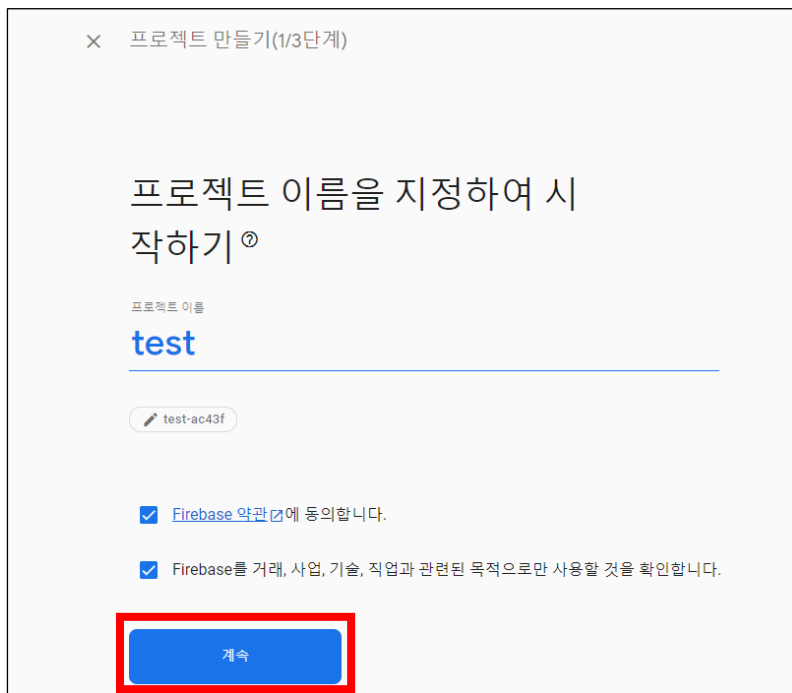 프로젝트 만들기(1/3단계)
프로젝트 이름을 지정하여 시
작하기
프로젝트 이름
test
test-ac43f
Firebase 약관에 동의합니다.
Firebase를 거래, 사업, 기술, 직업과 관련된 목적으로만 사용할 것을 확인합니다.
계속